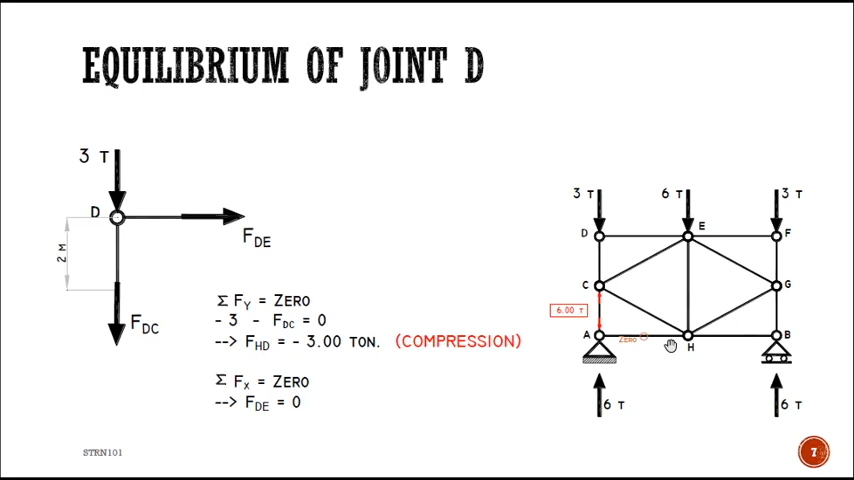 EQUILIBRIUM OF JOINT D
3 T
D
F_DE
2 M
F_DC
Σ F_Y = ZERO
- 3 - F_DC = 0
--> F_HD = - 3.00 TON. (COMPRESSION)
Σ F_X = ZERO
--> F_DE = 0
3 T
6 T
3 T
D
E
F
C
G
6.00 T
A
ZERO
H
B
6 T
6 T
STRN101
7